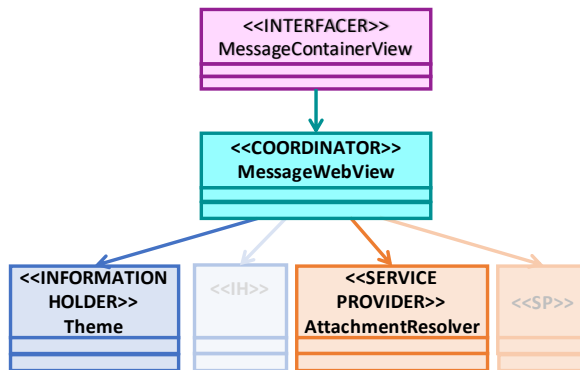 <<INTERFACER>>
MessageContainerView
<<COORDINATOR>>
MessageWebView
<<INFORMATION
HOLDER>>
Theme
<<IH>>
<<SERVICE
PROVIDER>>
AttachmentResolver
<<SP>>